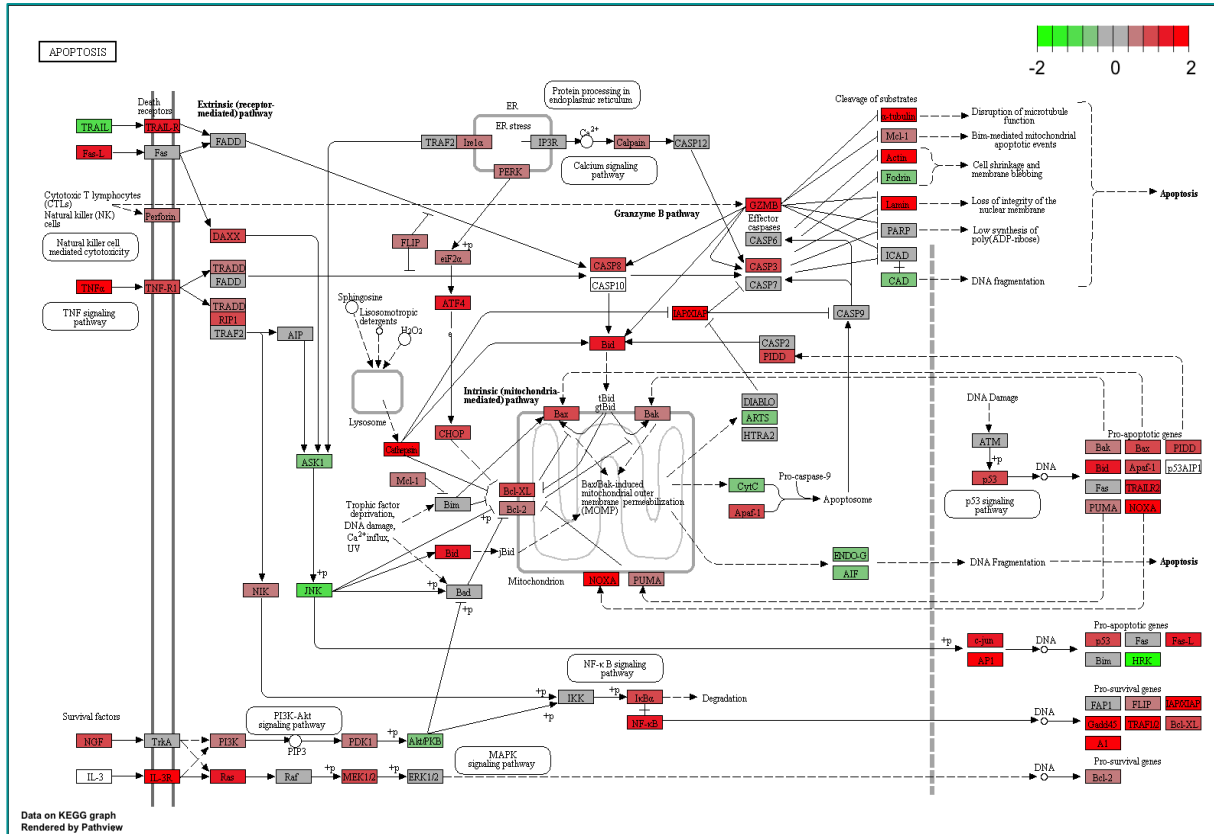 APOPTOSIS
-2
0
2
Death
receptors
Extrinsic (receptor-
mediated) pathway
TRAIL
TRAIL-R
FADD
Fas-L
Fas
Cytotoxic T lymphocytes
(CTLs)
Natural killer (NK)
cells
Perforin
Natural killer cell
mediated cytotoxicity
DAXX
TNFα
TNF-R1
TNF signaling
pathway
TRADD
FADD
TRADD
RIP1
TRAF2
AIP
ER
ER stress
TRAF2
Ire1α
IP3R
PERK
Protein processing in
endoplasmic reticulum
Ca2+
Calpain
CASP12
Calcium signaling
pathway
FLIP
+p
eiF2α
ATF4
e
CHOP
Sphingosine
Lisosomotropic
detergents
H2O2
Lysosome
Cathepsin
Granzyme B pathway
GZMB
Effector
caspases
CASP6
CASP3
CASP7
CASP8
CASP10
CASP9
CASP2
PIDD
Bid
tBid
gtBid
Intrinsic (mitochondria-
mediated) pathway
Cleavage of substrates
α-tubulin
Disruption of microtubule
function
Mcl-1
Bim-mediated mitochondrial
apoptotic events
Actin
Fodrin
Cell shrinkage and
membrane blebbing
Lamin
Loss of integrity of the
nuclear membrane
PARP
Low synthesis of
poly(ADP-ribose)
ICAD
CAD
DNA fragmentation
Apoptosis
DIABLO
ARTS
HTRA2
Bax
Bak
Bax/Bak-induced
mitochondrial outer
membrane permeabilization
(MOMP)
Mitochondrion
ASK1
Mcl-1
Bim
Bcl-XL
Bcl-2
+p
Trophic factor
deprivation,
DNA damage,
Ca2+influx,
UV
Bid
jBid
+p
Bad
+p
+p
JNK
NIK
NOXA
PUMA
CytC
Apaf-1
Pro-caspase-9
Apoptosome
ENDO-G
AIF
DNA Fragmentation
Apoptosis
DNA Damage
ATM
+p
p53
DNA
p53 signaling
pathway
Pro-apoptotic genes
Bak
Bax
PIDD
Bid
Apaf-1
p53AIP1
Fas
TRAILR2
PUMA
NOXA
+p
c-jun
AP1
DNA
Pro-apoptotic genes
p53
Fas
Fas-L
Bim
HRK
NF-κ B signaling
pathway
+p
IKK
+p
+p
IκBα
Degradation
NF-κB
DNA
Pro-survival genes
FAP1
FLIP
Gadd45
Bcl-XL
A1
Survival factors
NGF
TrkA
PI3K-Akt
signaling pathway
PI3K
PIP3
PDK1
+p
Akt/PKB
MAPK
signaling pathway
IL-3
IL-3R
Ras
Raf
+p
MEK1/2
+p
ERK1/2
DNA
Pro-survival genes
Bcl-2
Data on KEGG graph
Rendered by Pathview